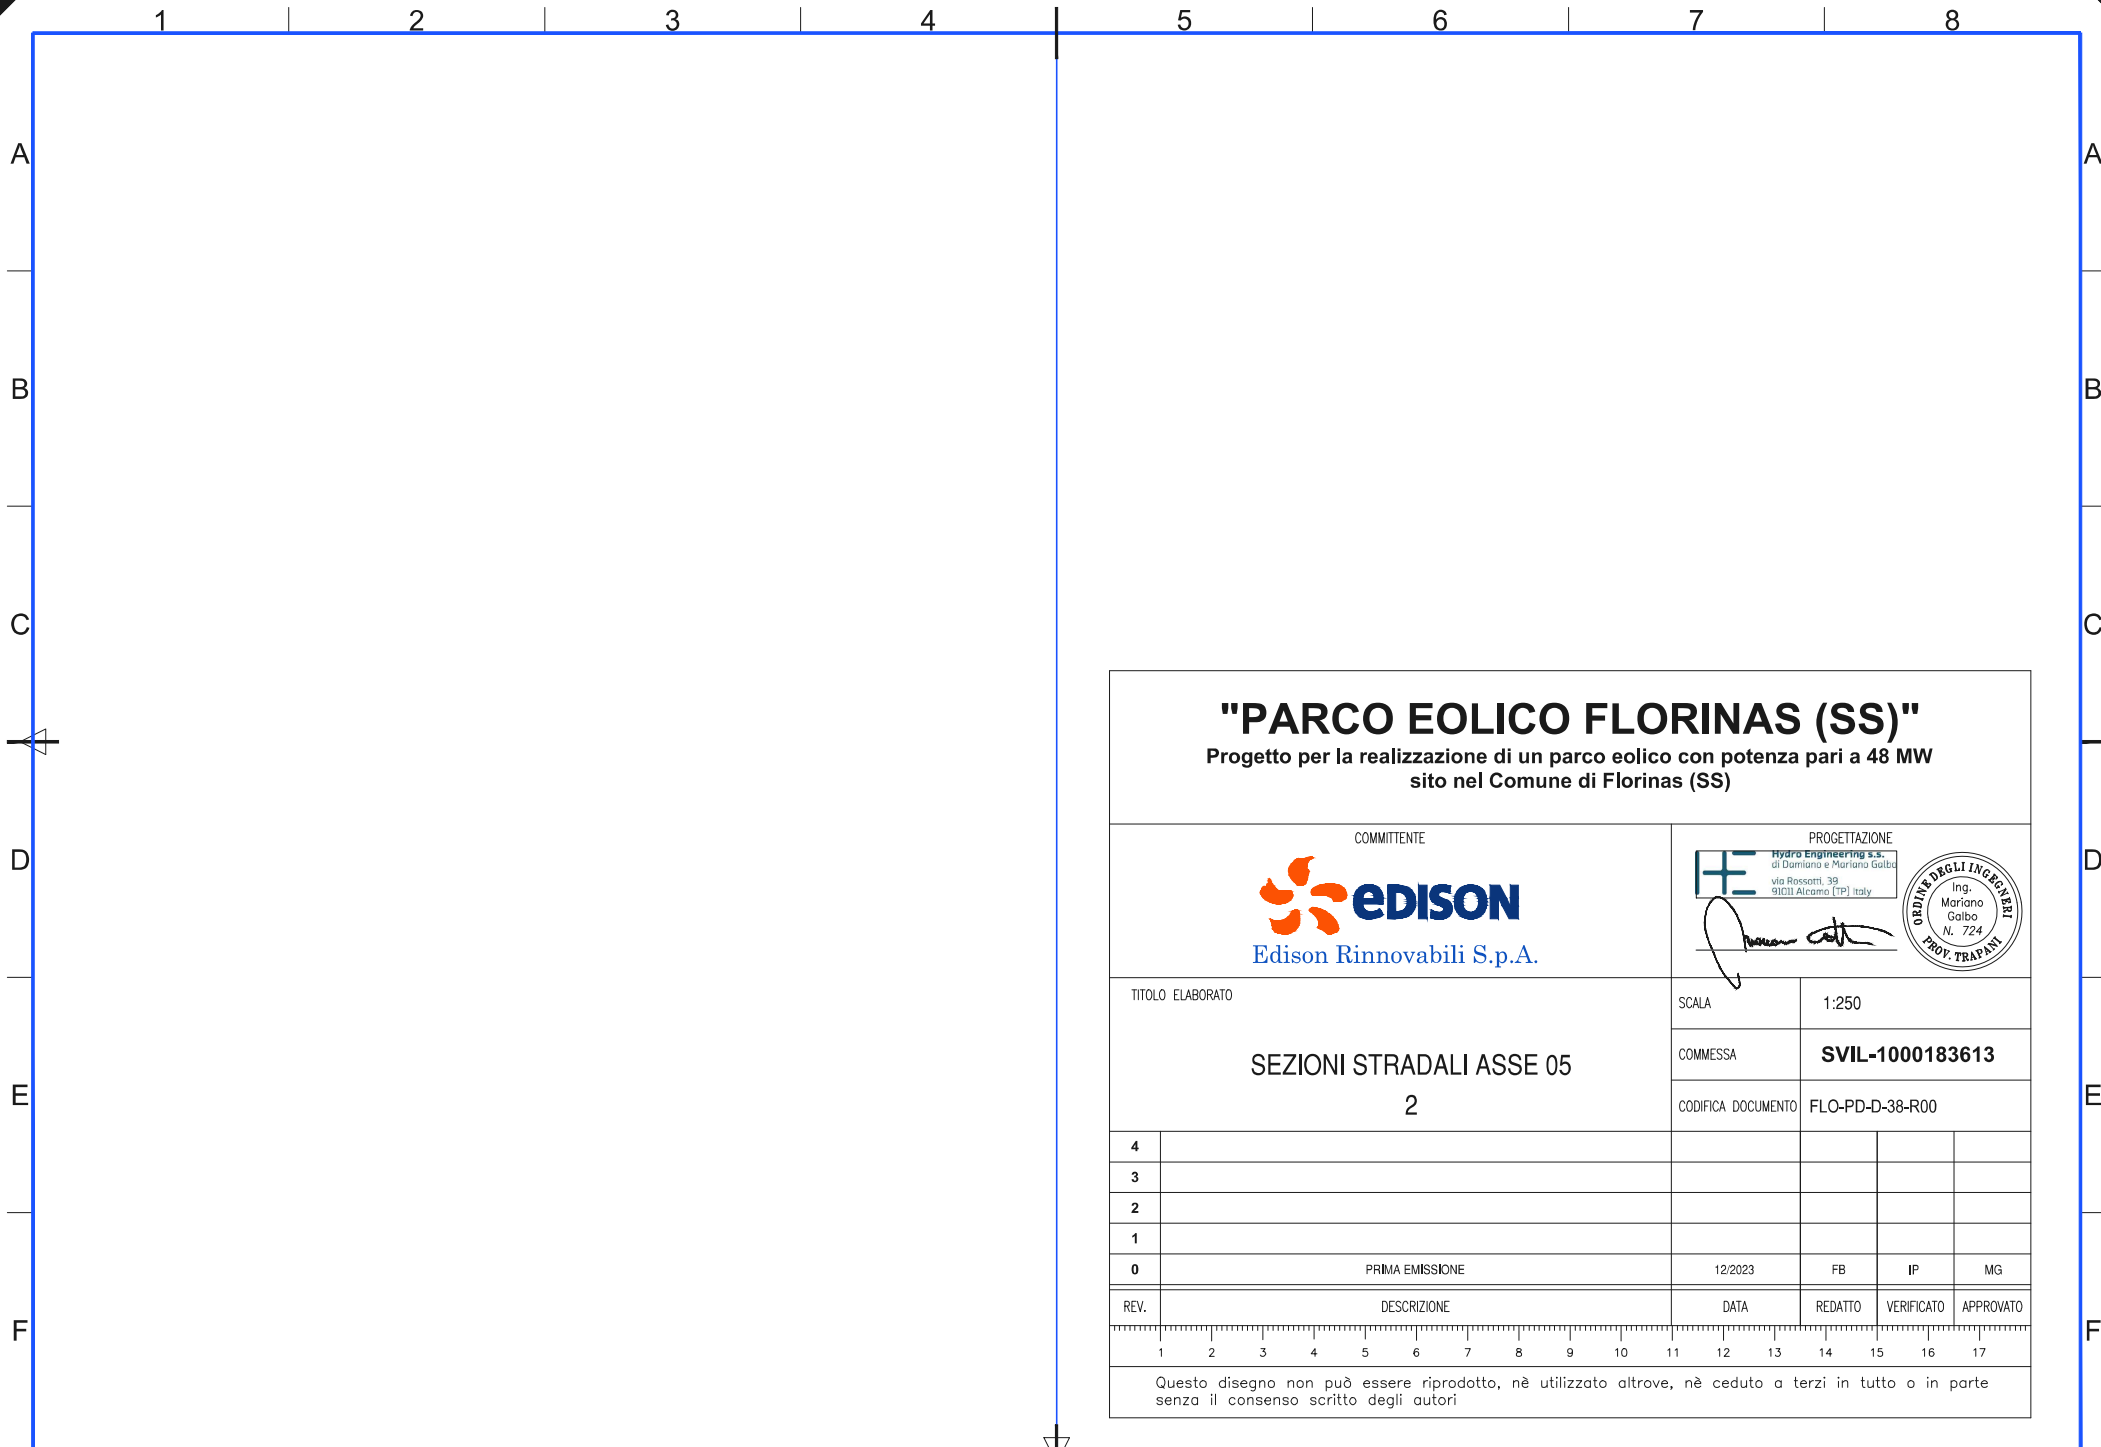 1 2 3 4 5 6 7 8
A A
B B
C C
D D
E E
F F
"PARCO EOLICO FLORINAS (SS)"
Progetto per la realizzazione di un parco eolico con potenza pari a 48 MW
sito nel Comune di Florinas (SS)
COMMITTENTE
EDISON
Edison Rinnovabili S.p.A.
PROGETTAZIONE
Hydro Engineering s.s.
di Damiano e Mariano Galbo
via Rossotti, 39
91011 Alcamo (TP) Italy
ORDINE DEGLI INGEGNERI
PROV. TRAPANI
Ing.
Mariano
Galbo
N. 724
TITOLO ELABORATO
SEZIONI STRADALI ASSE 05
2
SCALA 1:250
COMMESSA SVIL-1000183613
CODIFICA DOCUMENTO FLO-PD-D-38-R00
4
3
2
1
0 PRIMA EMISSIONE 12/2023 FB IP MG
REV. DESCRIZIONE DATA REDATTO VERIFICATO APPROVATO
1 2 3 4 5 6 7 8 9 10 11 12 13 14 15 16 17
Questo disegno non può essere riprodotto, nè utilizzato altrove, nè ceduto a terzi in tutto o in parte
senza il consenso scritto degli autori